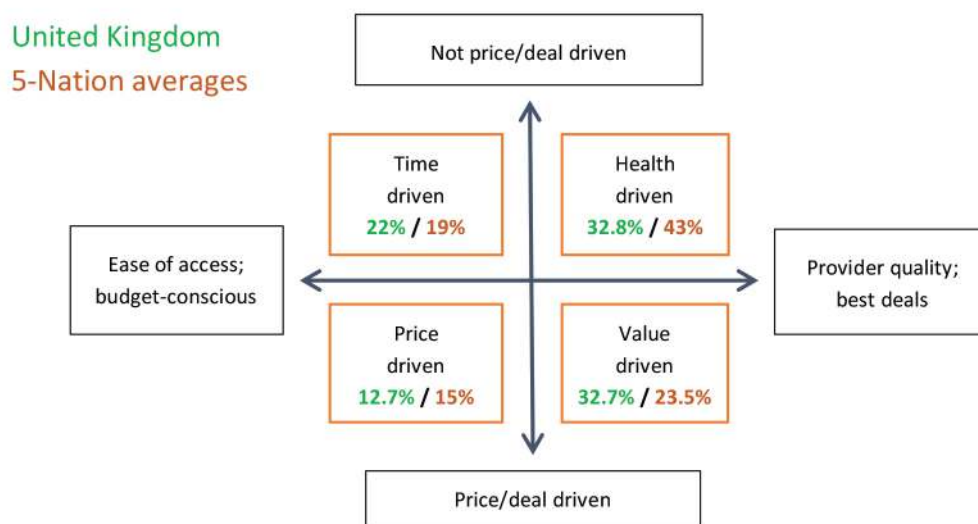 United Kingdom
5-Nation averages
Not price/deal driven
Time
driven
22% / 19%
Health
driven
32.8% / 43%
Ease of access;
budget-conscious
Provider quality;
best deals
Price
driven
12.7% / 15%
Value
driven
32.7% / 23.5%
Price/deal driven